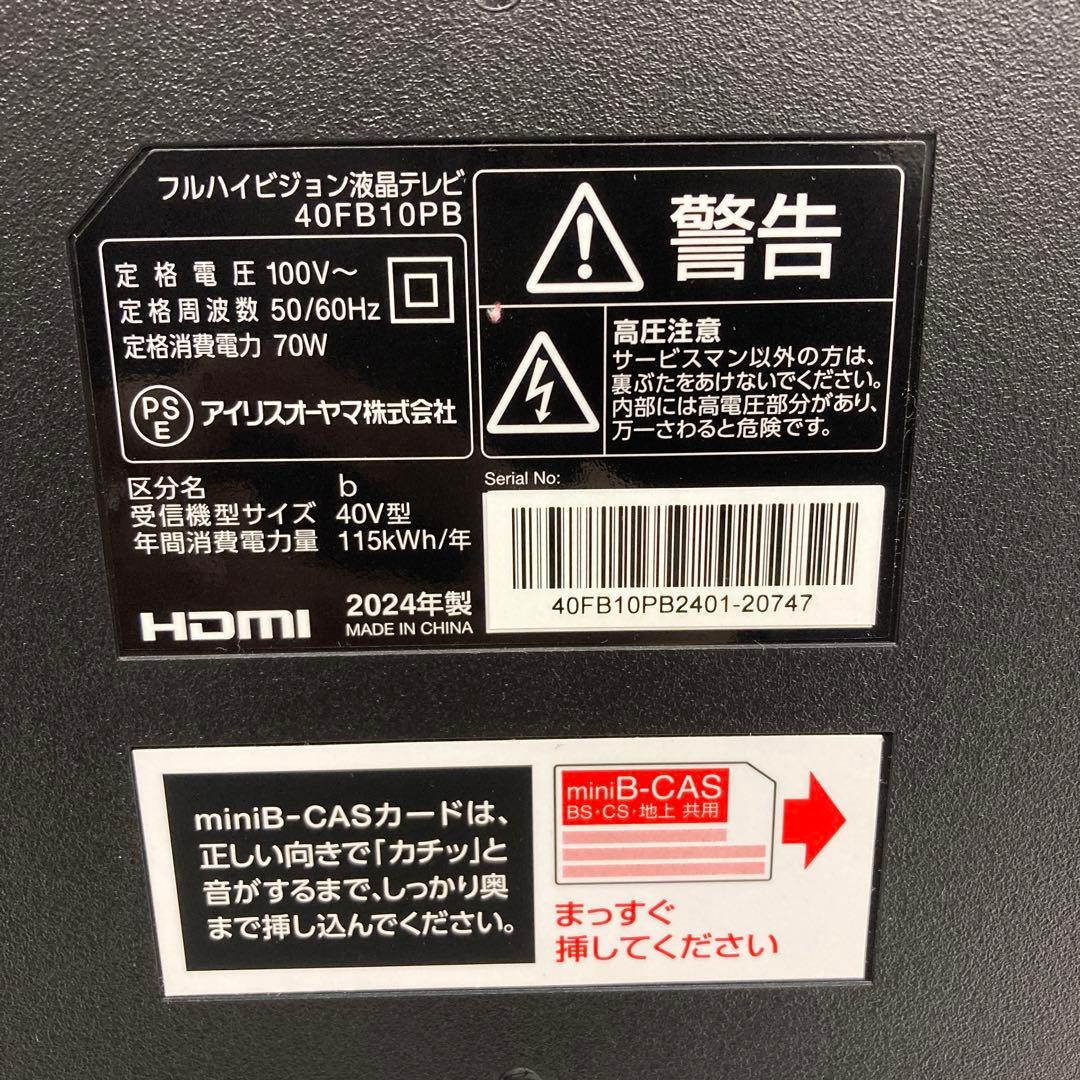 フルハイビジョン液晶テレビ
40FB10PB
定格電圧 100V～
定格周波数 50/60Hz
定格消費電力 70W
PS
E
アイリスオーヤマ株式会社
警告
高圧注意
サービスマン以外の方は、
裏ぶたをあけないでください。
内部には高電圧部分があり、
万一さわると危険です。
区分名 b
受信機型サイズ 40V型
年間消費電力量 115kWh/年
HDMI
2024年製
MADE IN CHINA
Serial No:
40FB10PB2401-20747
miniB-CASカードは、
正しい向きで「カチッ」と
音がするまで、しっかり奥
まで挿し込んでください。
miniB-CAS
BS・CS・地上 共用
まっすぐ
挿してください